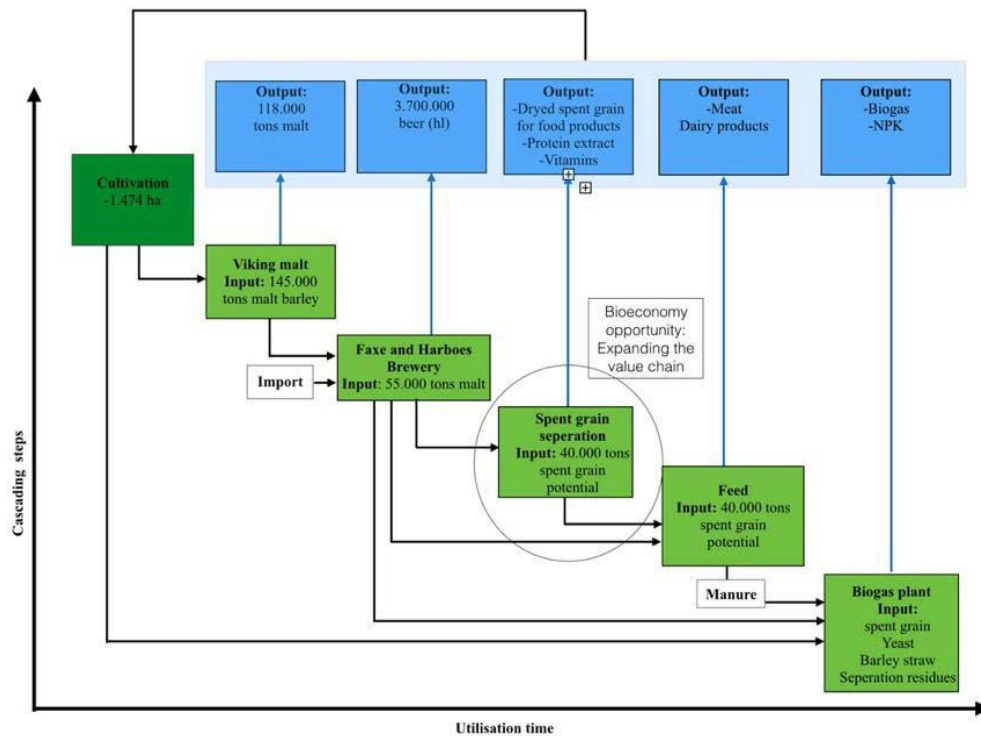 Output:
118.000
tons malt
Output:
3.700.000
beer (hl)
Output:
-Dryed spent grain
for food products
-Protein extract
-Vitamins
Output:
-Meat
Dairy products
Output:
-Biogas
-NPK
Cultivation
-1.474 ha
Viking malt
Input: 145.000
tons malt barley
Bioeconomy
opportunity:
Expanding the
value chain
Import
Faxe and Harboes
Brewery
Input: 55.000 tons malt
Spent grain
seperation
Input: 40.000 tons
spent grain
potential
Feed
Input: 40.000 tons
spent grain
potential
Manure
Biogas plant
Input:
spent grain
Yeast
Barley straw
Seperation residues
Cascading steps
Utilisation time